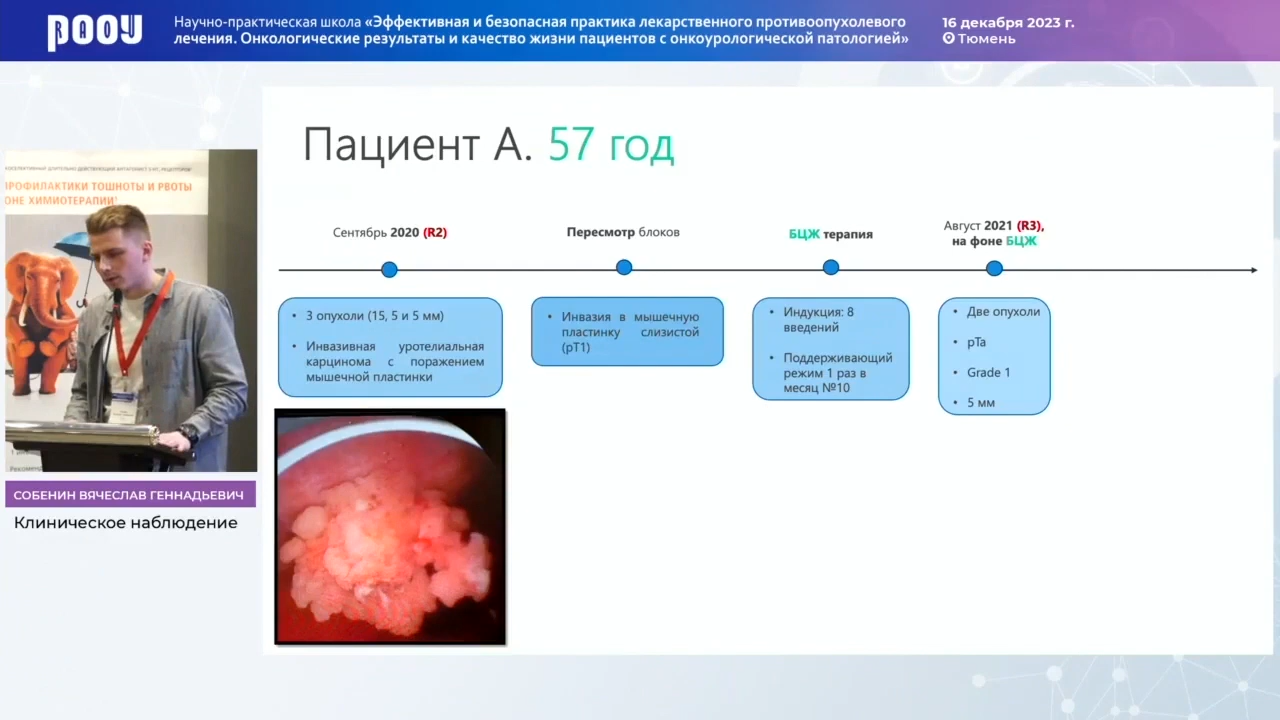 РООУ
Научно-практическая школа «Эффективная и безопасная практика лекарственного противоопухолевого
лечения. Онкологические результаты и качество жизни пациентов с онкоурологической патологией»
16 декабря 2023 г.
Тюмень
ПРОФИЛАКТИКИ ТОШНОТЫ И РВОТЫ
ОНЕ ХИМИОТЕРАПИИ
СОБЕНИН ВЯЧЕСЛАВ ГЕННАДЬЕВИЧ
Клиническое наблюдение
Пациент А. 57 год
Сентябрь 2020 (R2)
• 3 опухоли (15, 5 и 5 мм)
• Инвазивная уротелиальная
карцинома с поражением
мышечной пластинки
Пересмотр блоков
• Инвазия в мышечную
пластинку слизистой
(pT1)
БЦЖ терапия
• Индукция: 8
введений
• Поддерживающий
режим 1 раз в
месяц №10
Август 2021 (R3),
на фоне БЦЖ
• Две опухоли
• pTa
• Grade 1
• 5 мм